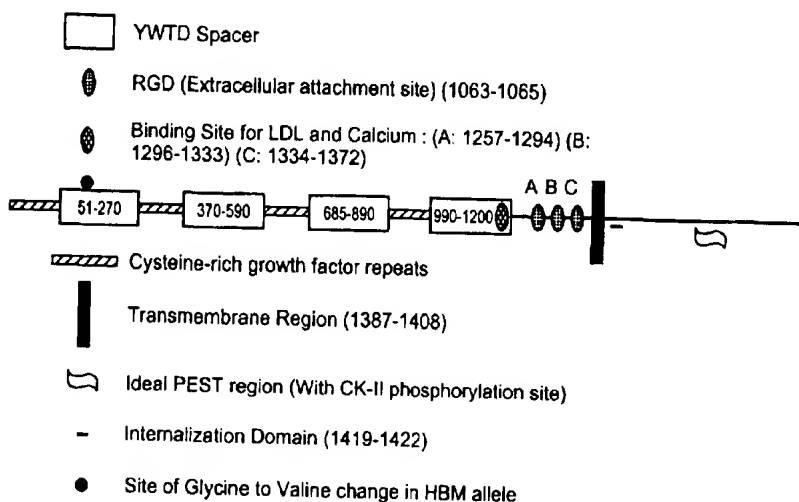 YWTD Spacer
RGD (Extracellular attachment site) (1063-1065)
Binding Site for LDL and Calcium : (A: 1257-1294) (B:
1296-1333) (C: 1334-1372)
A B C
51-270 370-590 685-890 990-1200
Cysteine-rich growth factor repeats
Transmembrane Region (1387-1408)
Ideal PEST region (With CK-II phosphorylation site)
Internalization Domain (1419-1422)
Site of Glycine to Valine change in HBM allele